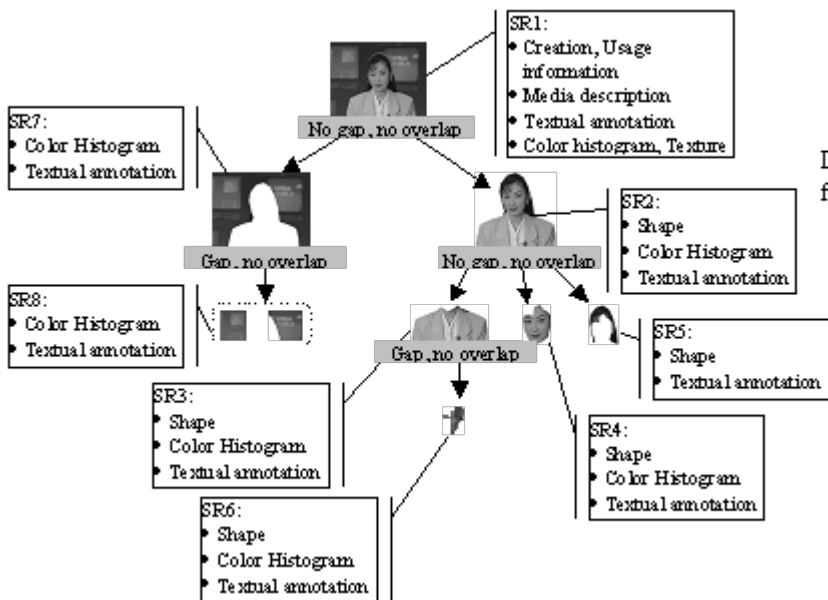 SR1:
• Creation, Usage
information
• Media description
• Textual annotation
• Color histogram, Texture
No gap, no overlap
SR7:
• Color Histogram
• Textual annotation
SR2:
• Shape
• Color Histogram
• Textual annotation
Gap, no overlap
No gap, no overlap
SR8:
• Color Histogram
• Textual annotation
SR5:
• Shape
• Textual annotation
Gap, no overlap
SR3:
• Shape
• Color Histogram
• Textual annotation
SR4:
• Shape
• Color Histogram
• Textual annotation
SR6:
• Shape
• Color Histogram
• Textual annotation